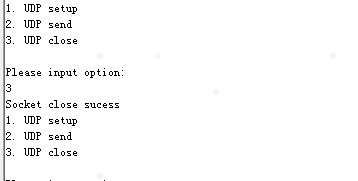 1. UDP setup
2. UDP send
3. UDP close
Please input option:
3
Socket close sucess
1. UDP setup
2. UDP send
3. UDP close